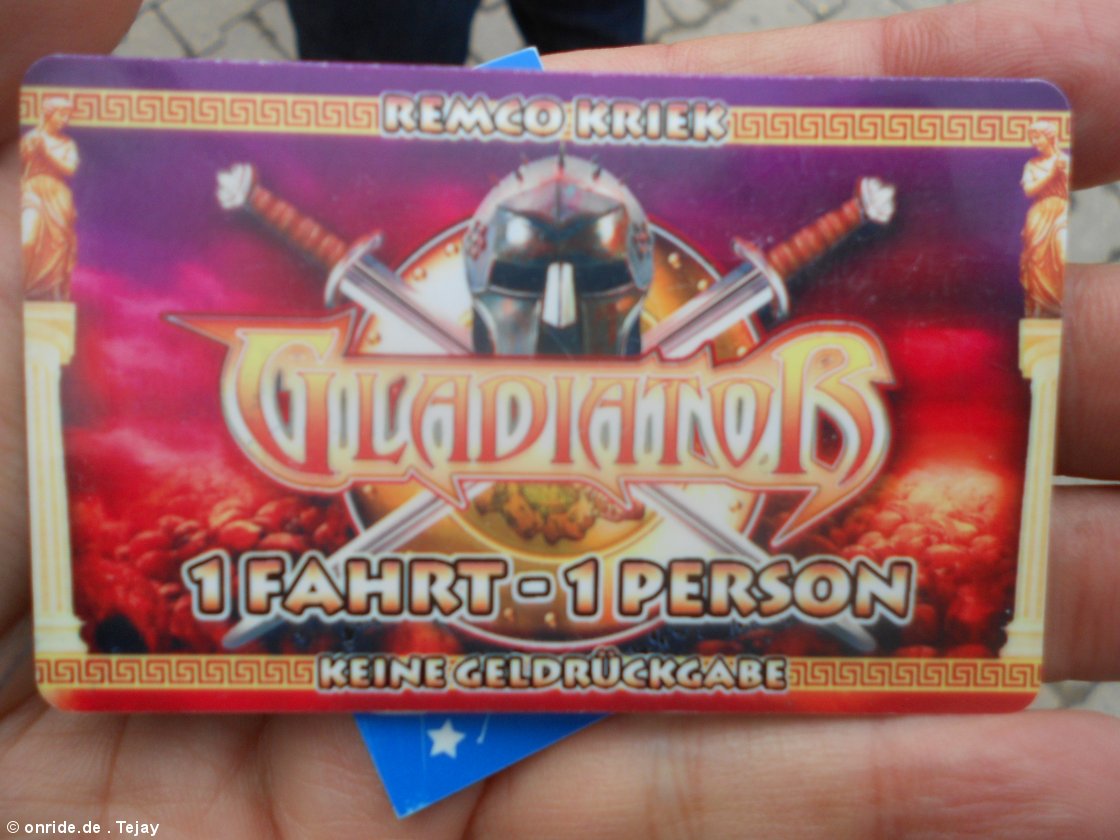 REMCO KRIEK
GLADIATOR
1 FAHRT - 1 PERSON
KEINE GELDRÜCKGABE
© onride.de . Tejay